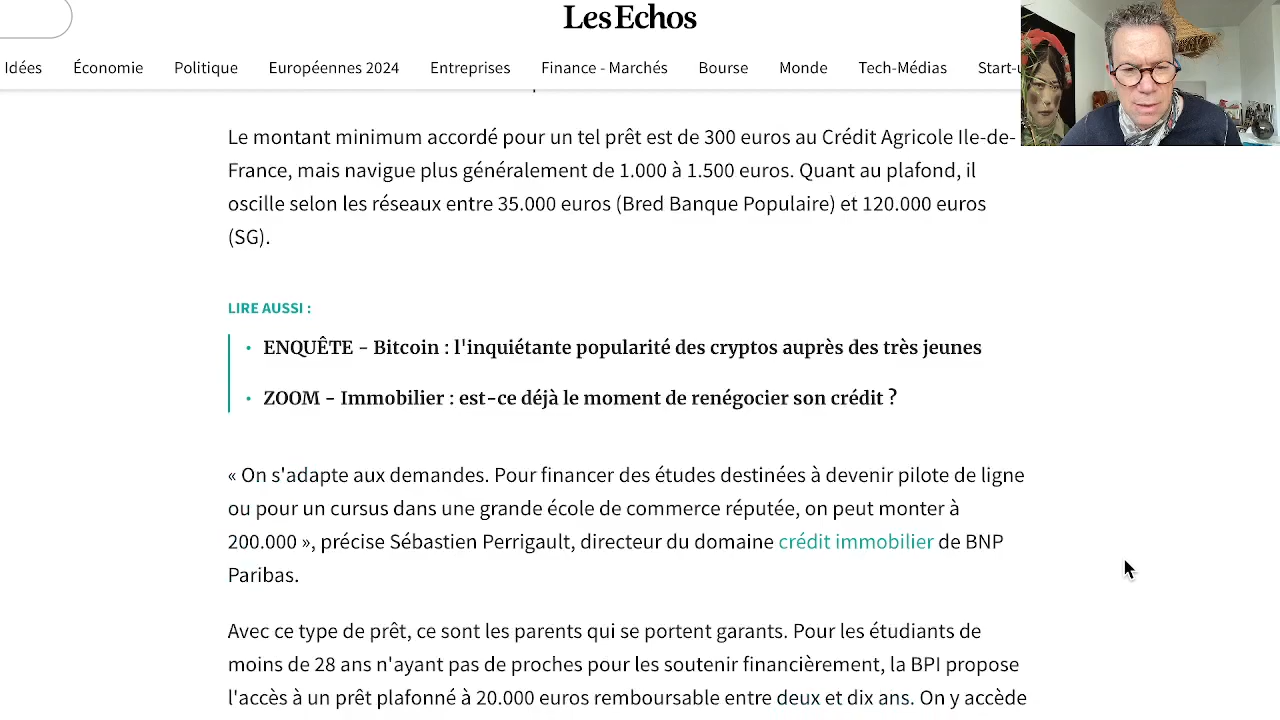 Les Echos
Idées Économie Politique Européennes 2024 Entreprises Finance - Marchés Bourse Monde Tech-Médias Start-u
Le montant minimum accordé pour un tel prêt est de 300 euros au Crédit Agricole Ile-de-
France, mais navigue plus généralement de 1.000 à 1.500 euros. Quant au plafond, il
oscille selon les réseaux entre 35.000 euros (Bred Banque Populaire) et 120.000 euros
(SG).
LIRE AUSSI :
• ENQUÊTE - Bitcoin : l'inquiétante popularité des cryptos auprès des très jeunes
• ZOOM - Immobilier : est-ce déjà le moment de renégocier son crédit ?
« On s'adapte aux demandes. Pour financer des études destinées à devenir pilote de ligne
ou pour un cursus dans une grande école de commerce réputée, on peut monter à
200.000 », précise Sébastien Perrigault, directeur du domaine crédit immobilier de BNP
Paribas.
Avec ce type de prêt, ce sont les parents qui se portent garants. Pour les étudiants de
moins de 28 ans n'ayant pas de proches pour les soutenir financièrement, la BPI propose
l'accès à un prêt plafonné à 20.000 euros remboursable entre deux et dix ans. On y accède